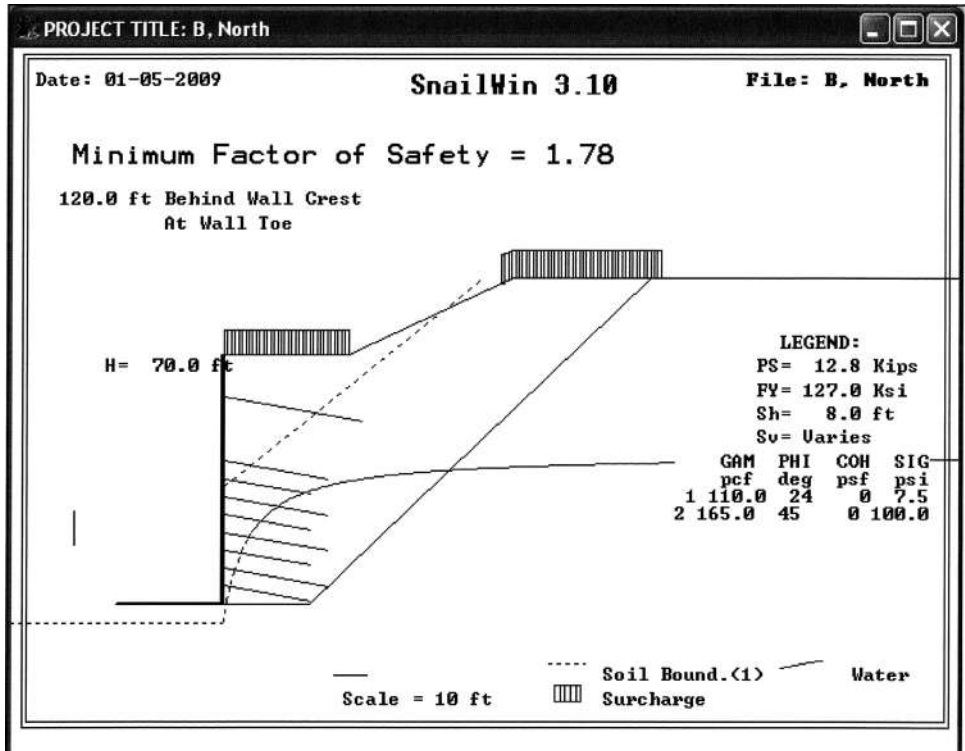 PROJECT TITLE: B, North
Date: 01-05-2009
SnailWin 3.10
File: B, North
Minimum Factor of Safety = 1.78
120.0 ft Behind Wall Crest
At Wall Toe
H= 70.0 ft
LEGEND:
PS= 12.8 Kips
FY= 127.0 Ksi
Sh= 8.0 ft
Sv= Varies
GAM PHI COH SIG
pcf deg psf psi
1 110.0 24 0 7.5
2 165.0 45 0 100.0
Soil Bound.(1) Water
Scale = 10 ft Surcharge